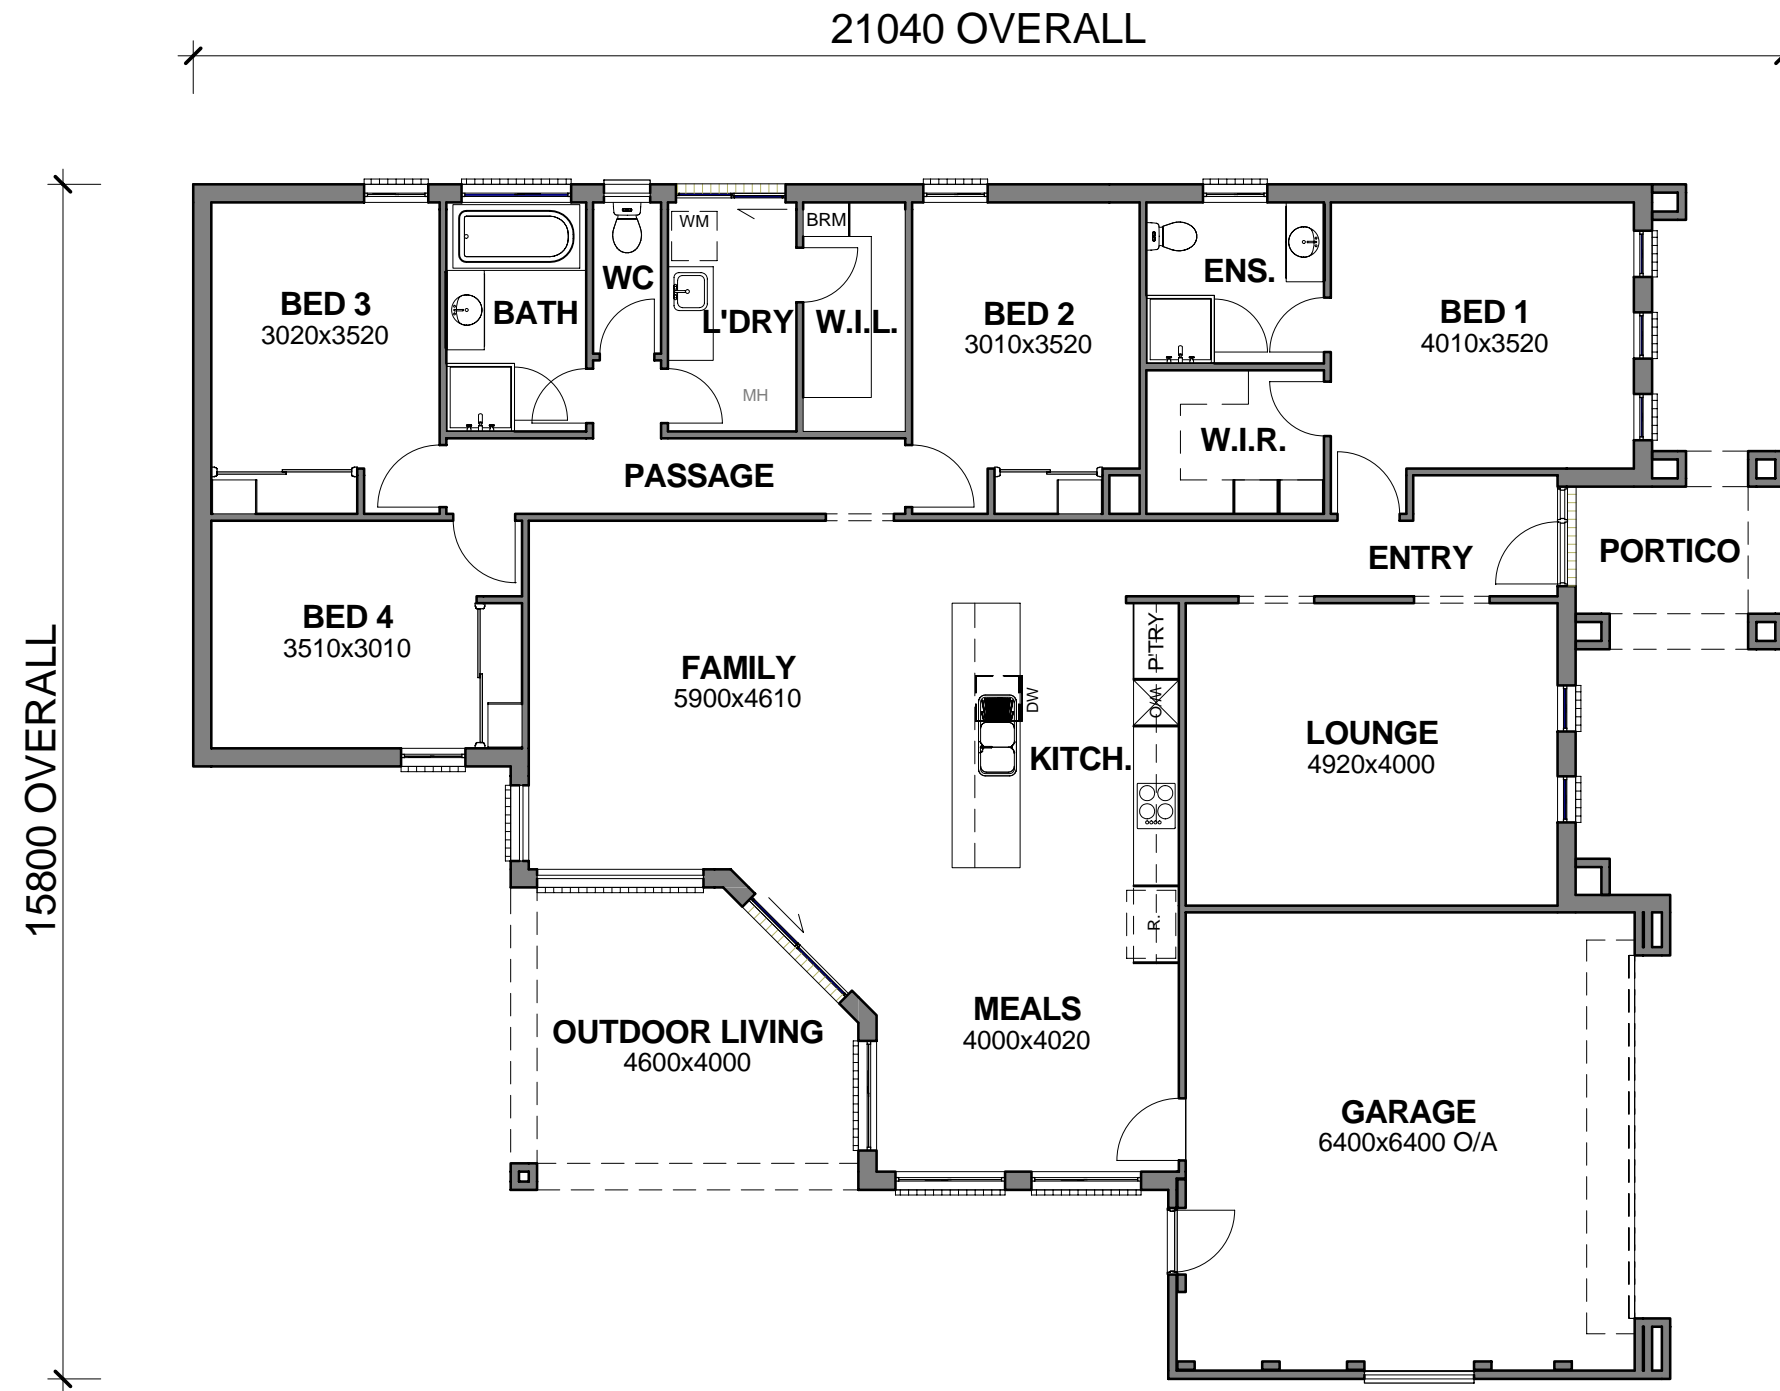 21040 OVERALL
15800 OVERALL
BED 3
3020x3520
BATH
WC
WM
L'DRY
MH
BRM
W.I.L.
BED 2
3010x3520
ENS.
W.I.R.
BED 1
4010x3520
PASSAGE
ENTRY
PORTICO
BED 4
3510x3010
FAMILY
5900x4610
DW
KITCH.
P'TRY
O/M
R.
LOUNGE
4920x4000
MEALS
4000x4020
OUTDOOR LIVING
4600x4000
GARAGE
6400x6400 O/A